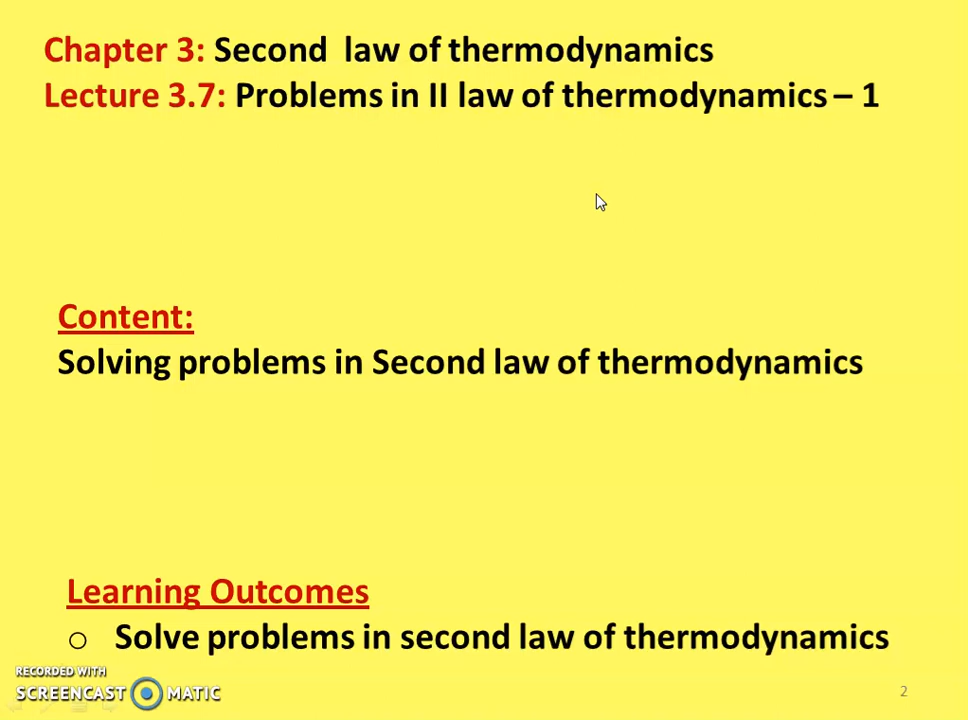 Chapter 3: Second law of thermodynamics
Lecture 3.7: Problems in II law of thermodynamics – 1
Content:
Solving problems in Second law of thermodynamics
Learning Outcomes
o Solve problems in second law of thermodynamics
RECORDED WITH
SCREENCAST MATIC
2